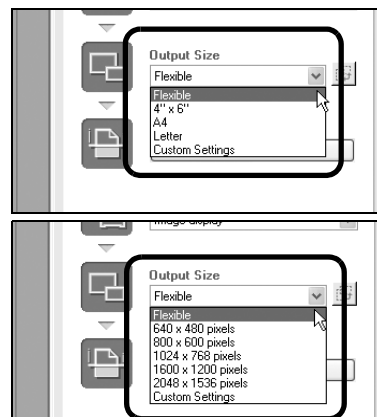 Output Size
Flexible
Flexible
4" x 6"
A4
Letter
Custom Settings
Image display
Output Size
Flexible
Flexible
640 x 480 pixels
800 x 600 pixels
1024 x 768 pixels
1600 x 1200 pixels
2048 x 1536 pixels
Custom Settings